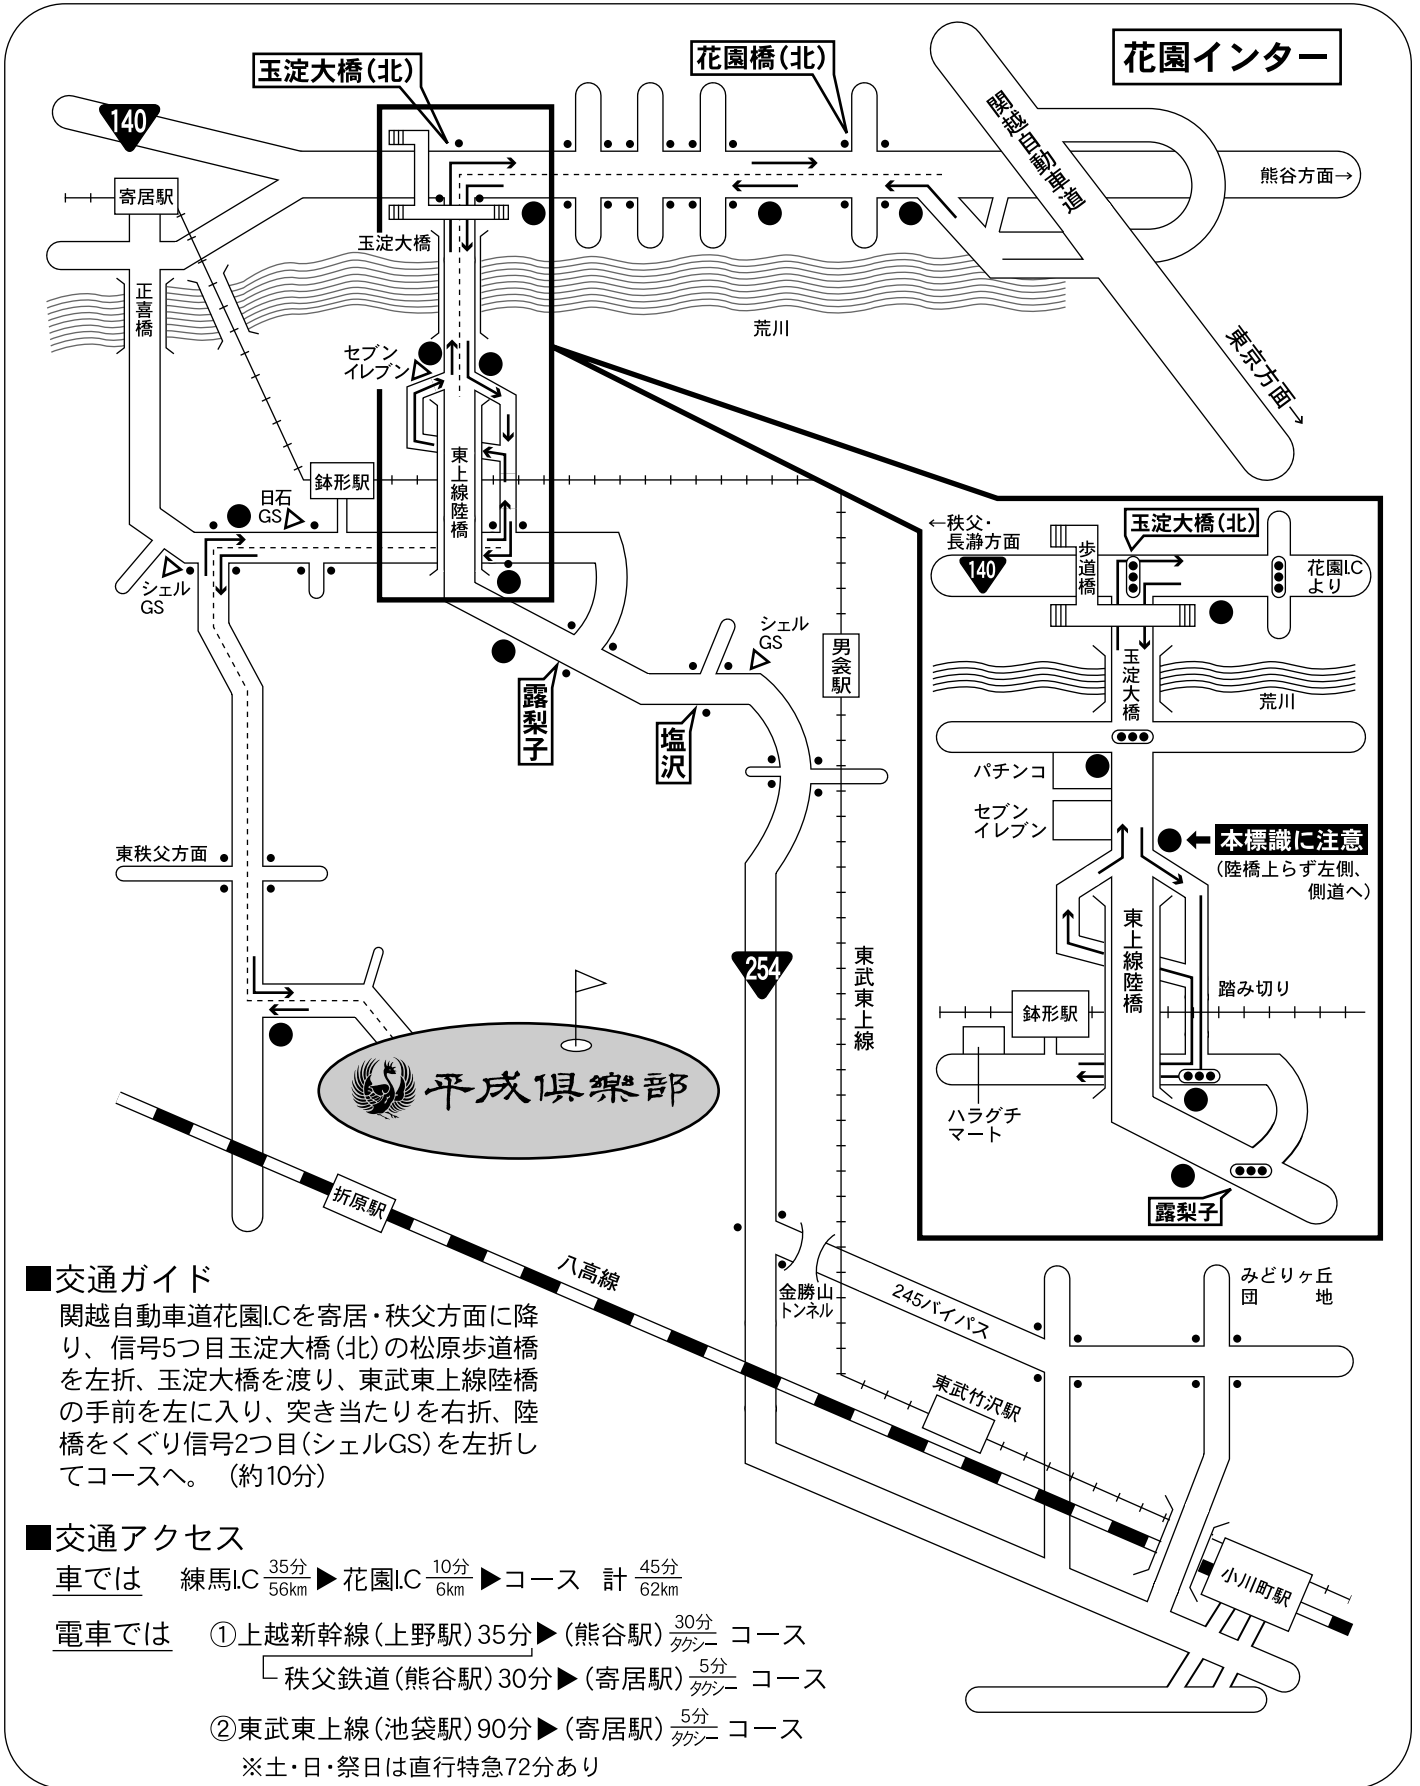 花園インター
玉淀大橋（北）
花園橋（北）
140
関越自動車道
熊谷方面→
寄居駅
玉淀大橋
正喜橋
荒川
東京方面→
セブン
イレブン
東上線陸橋
鉢形駅
日石
GS
シェル
GS
露梨子
塩沢
シェル
GS
男衾駅
←秩父・
長瀞方面
140
歩道橋
玉淀大橋（北）
花園I.C
より
玉淀大橋
荒川
パチンコ
セブン
イレブン
本標識に注意
（陸橋上らず左側、
側道へ）
東上線陸橋
踏み切り
鉢形駅
ハラグチ
マート
露梨子
東秩父方面
254
東武東上線
平成倶楽部
折原駅
八高線
金勝山
トンネル
245バイパス
みどりヶ丘
団地
東武竹沢駅
小川町駅
■交通ガイド
関越自動車道花園I.Cを寄居・秩父方面に降
り、信号5つ目玉淀大橋（北）の松原歩道橋
を左折、玉淀大橋を渡り、東武東上線陸橋
の手前を左に入り、突き当たりを右折、陸
橋をくぐり信号2つ目（シェルGS）を左折し
てコースへ。（約10分）
■交通アクセス
車では 練馬I.C 35分 56km ▶花園I.C 10分 6km ▶コース 計 45分 62km
電車では ①上越新幹線（上野駅）35分▶（熊谷駅）30分 タクシー コース
秩父鉄道（熊谷駅）30分▶（寄居駅）5分 タクシー コース
②東武東上線（池袋駅）90分▶（寄居駅）5分 タクシー コース
※土・日・祭日は直行特急72分あり